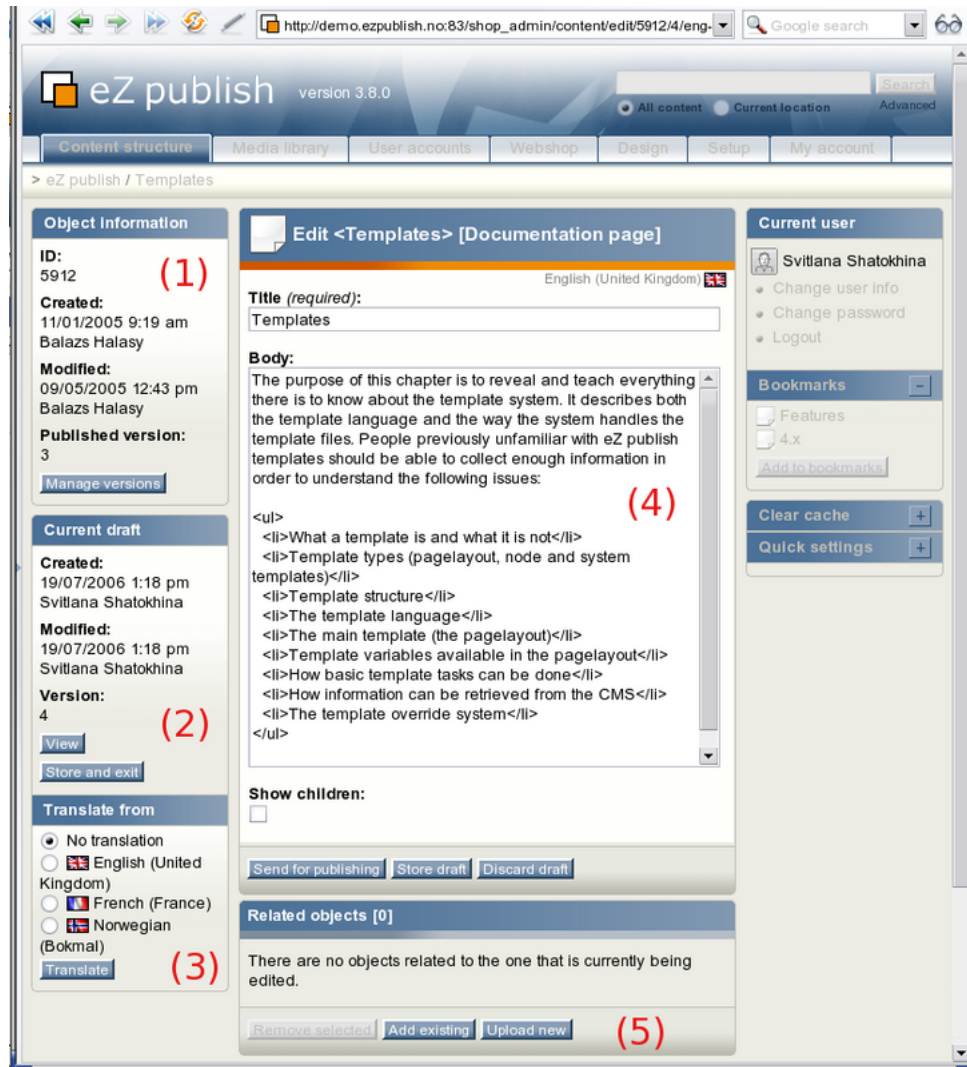 http://demo.ezpublish.no:83/shop_admin/content/edit/5912/4/eng-
Google search
eZ publish version 3.8.0
Search
All content Current location Advanced
Content structure Media library User accounts Webshop Design Setup My account
> eZ publish / Templates
Object information
ID:
5912
(1)
Created:
11/01/2005 9:19 am
Balazs Halasy
Modified:
09/05/2005 12:43 pm
Balazs Halasy
Published version:
3
Manage versions
Current draft
Created:
19/07/2006 1:18 pm
Svitlana Shatokhina
Modified:
19/07/2006 1:18 pm
Svitlana Shatokhina
Version:
4
(2)
View
Store and exit
Translate from
No translation
English (United
Kingdom)
French (France)
Norwegian
(Bokmal)
Translate
(3)
Edit <Templates> [Documentation page]
English (United Kingdom)
Title (required):
Templates
Body:
The purpose of this chapter is to reveal and teach everything
there is to know about the template system. It describes both
the template language and the way the system handles the
template files. People previously unfamiliar with eZ publish
templates should be able to collect enough information in
order to understand the following issues:
(4)
<ul>
<li>What a template is and what it is not</li>
<li>Template types (pagelayout, node and system
templates)</li>
<li>Template structure</li>
<li>The template language</li>
<li>The main template (the pagelayout)</li>
<li>Template variables available in the pagelayout</li>
<li>How basic template tasks can be done</li>
<li>How information can be retrieved from the CMS</li>
<li>The template override system</li>
</ul>
Show children:
Send for publishing Store draft Discard draft
Related objects [0]
There are no objects related to the one that is currently being
edited.
Remove selected Add existing Upload new
(5)
Current user
Svitlana Shatokhina
Change user info
Change password
Logout
Bookmarks
Features
4.x
Add to bookmarks
Clear cache
Quick settings